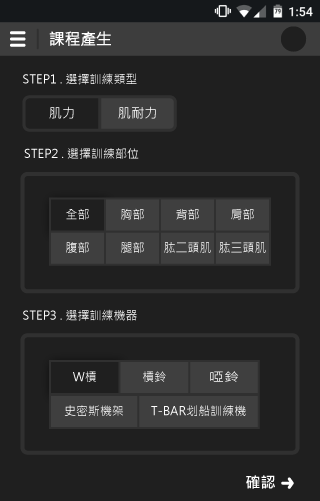 1:54
課程產生
STEP1 . 選擇訓練類型
肌力 肌耐力
STEP2 . 選擇訓練部位
全部 胸部 背部 肩部
腹部 腿部 肱二頭肌 肱三頭肌
STEP3 . 選擇訓練機器
W槓 槓鈴 啞鈴
史密斯機架 T-BAR划船訓練機
確認